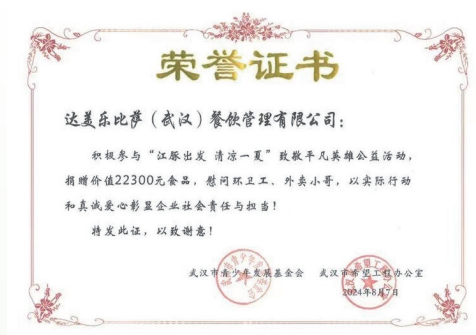 荣誉证书
达美乐比萨（武汉）餐饮管理有限公司：
积极参与“江豚出发 清凉一夏”致敬平凡英雄公益活动，
捐赠价值22300元食品，慰问环卫工、外卖小哥，以实际行动
和真诚爱心彰显企业社会责任与担当！
特发此证，以致谢意！
武汉市青少年发展基金会 武汉市希望工程办公室
2024年8月7日